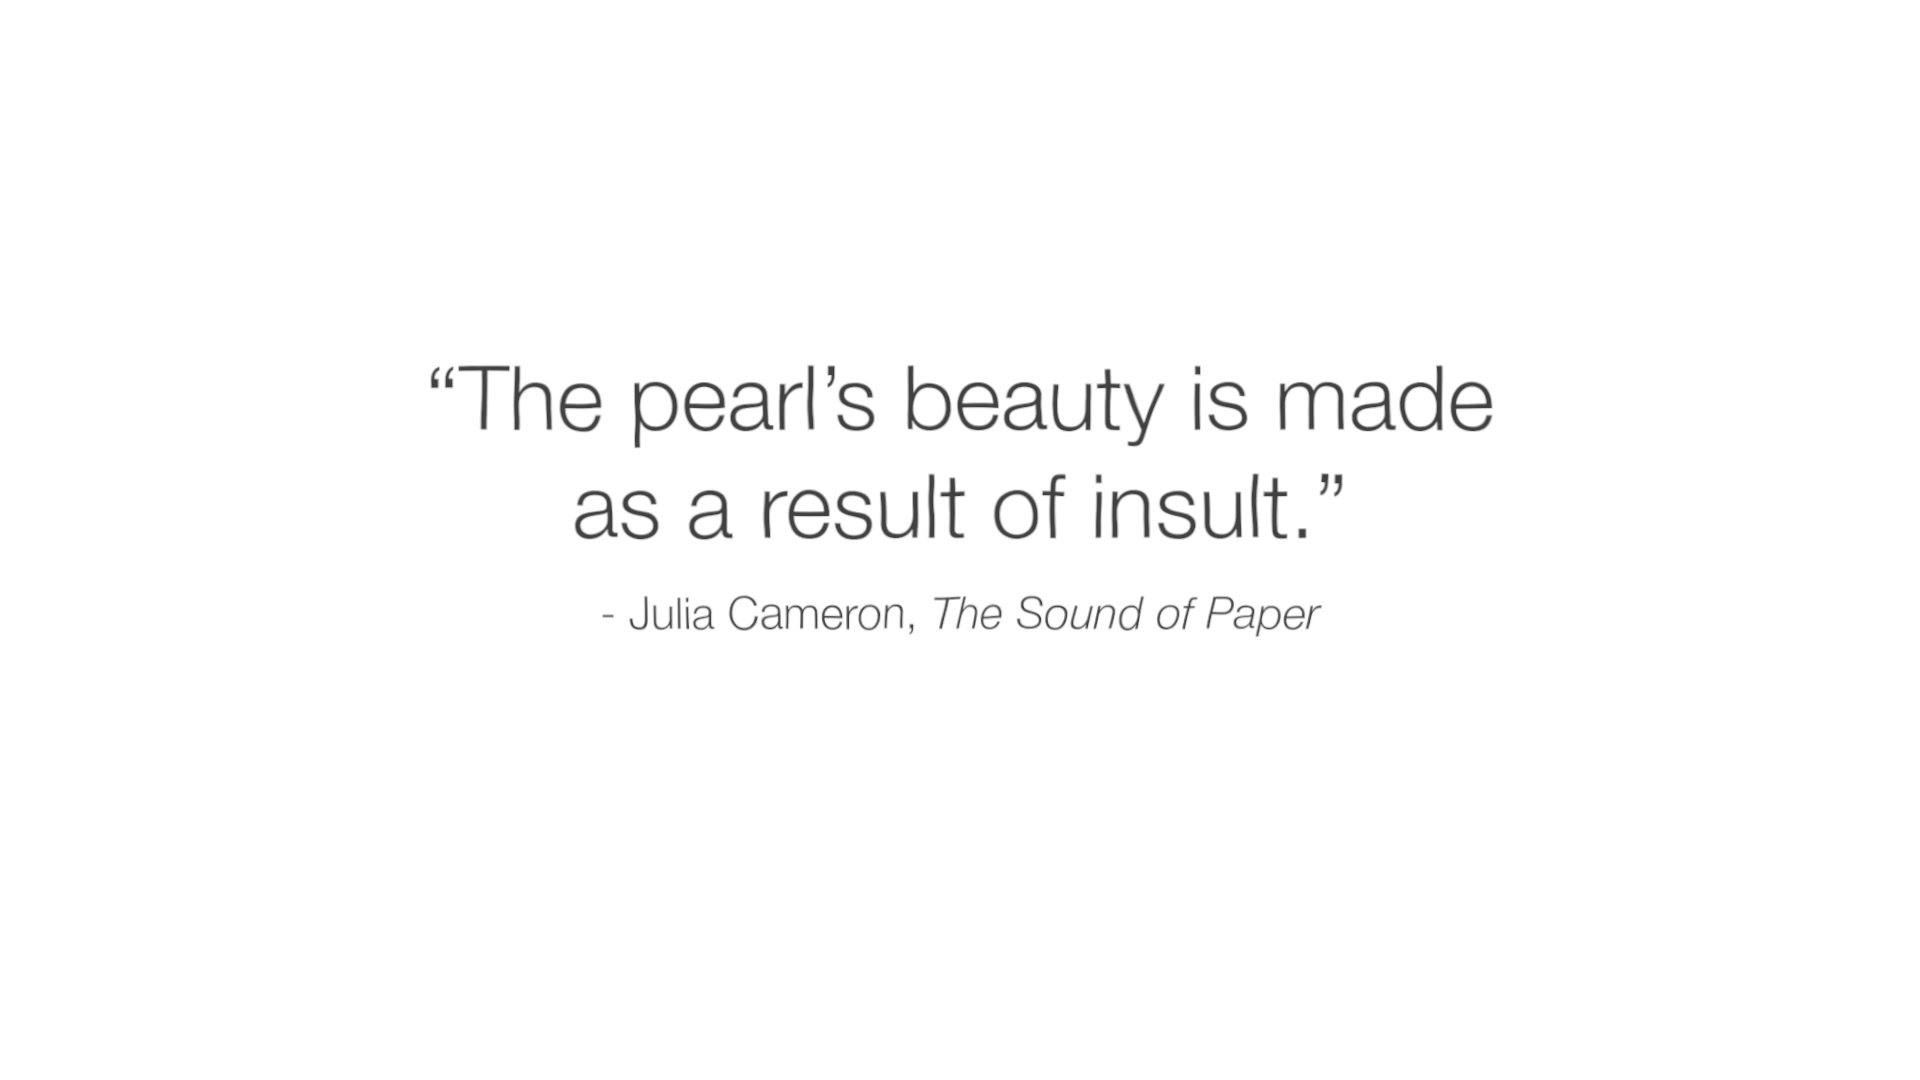 “The pearl’s beauty is made
as a result of insult.”
- Julia Cameron, The Sound of Paper